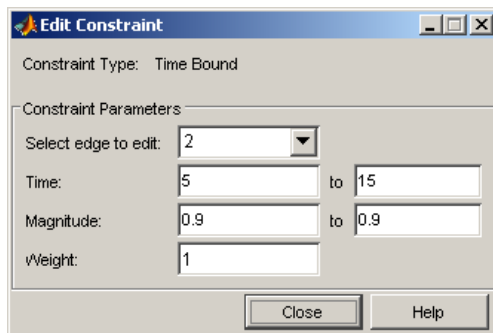 Edit Constraint
Constraint Type: Time Bound
Constraint Parameters
Select edge to edit: 2
Time: 5 to 15
Magnitude: 0.9 to 0.9
Weight: 1
Close Help